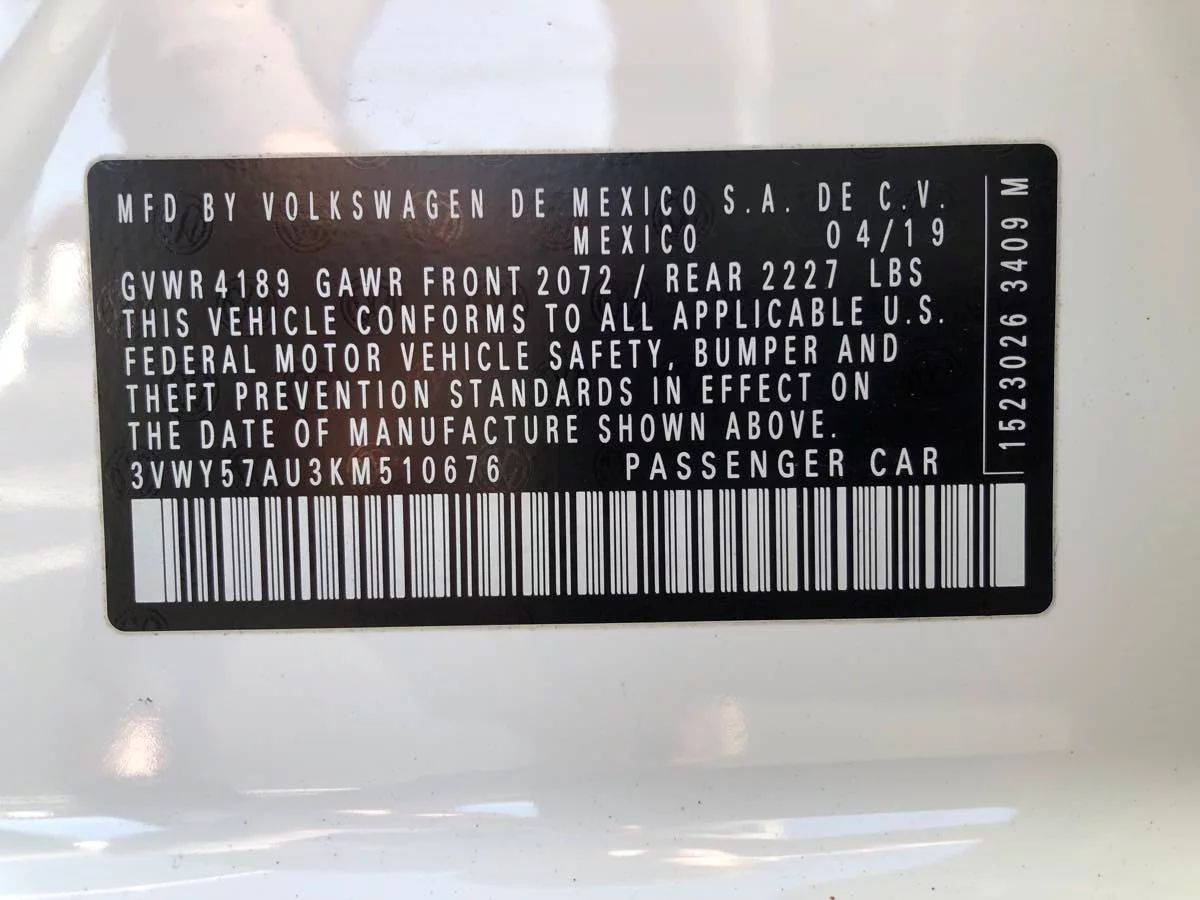 MFD BY VOLKSWAGEN DE MEXICO S.A. DE C.V.
MEXICO 04/19
GVWR 4189 GAWR FRONT 2072 / REAR 2227 LBS
THIS VEHICLE CONFORMS TO ALL APPLICABLE U.S.
FEDERAL MOTOR VEHICLE SAFETY, BUMPER AND
THEFT PREVENTION STANDARDS IN EFFECT ON
THE DATE OF MANUFACTURE SHOWN ABOVE.
3VWY57AU3KM510676 PASSENGER CAR
1523026 3409 M